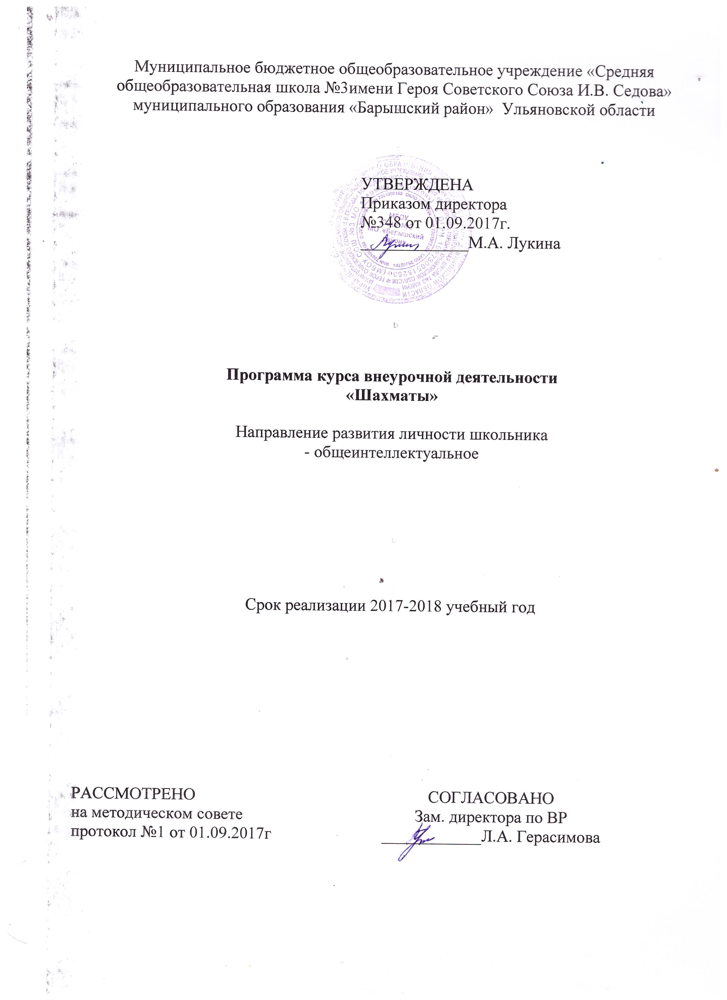 Муниципальное бюджетное общеобразовательное учреждение «Средняя
общеобразовательная школа №3имени Героя Советского Союза И.В. Седова»
муниципального образования «Барышский район» Ульяновской области
УТВЕРЖДЕНА
Приказом директора
№348 от 01.09.2017г.
_____________М.А. Лукина
МБОУ
МО «Барышский
район»
Программа курса внеурочной деятельности
«Шахматы»
Направление развития личности школьника
- общеинтеллектуальное
Срок реализации 2017-2018 учебный год
РАССМОТРЕНО
на методическом совете
протокол №1 от 01.09.2017г
СОГЛАСОВАНО
Зам. директора по ВР
____________Л.А. Герасимова